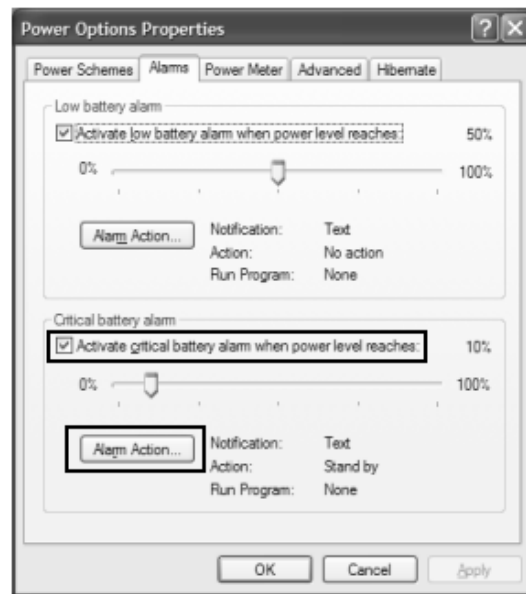 Power Options Properties
Power Schemes Alarms Power Meter Advanced Hibernate
Low battery alarm
Activate low battery alarm when power level reaches: 50%
0% 100%
Alarm Action... Notification: Text
Action: No action
Run Program: None
Critical battery alarm
Activate critical battery alarm when power level reaches: 10%
0% 100%
Alarm Action... Notification: Text
Action: Stand by
Run Program: None
OK Cancel Apply